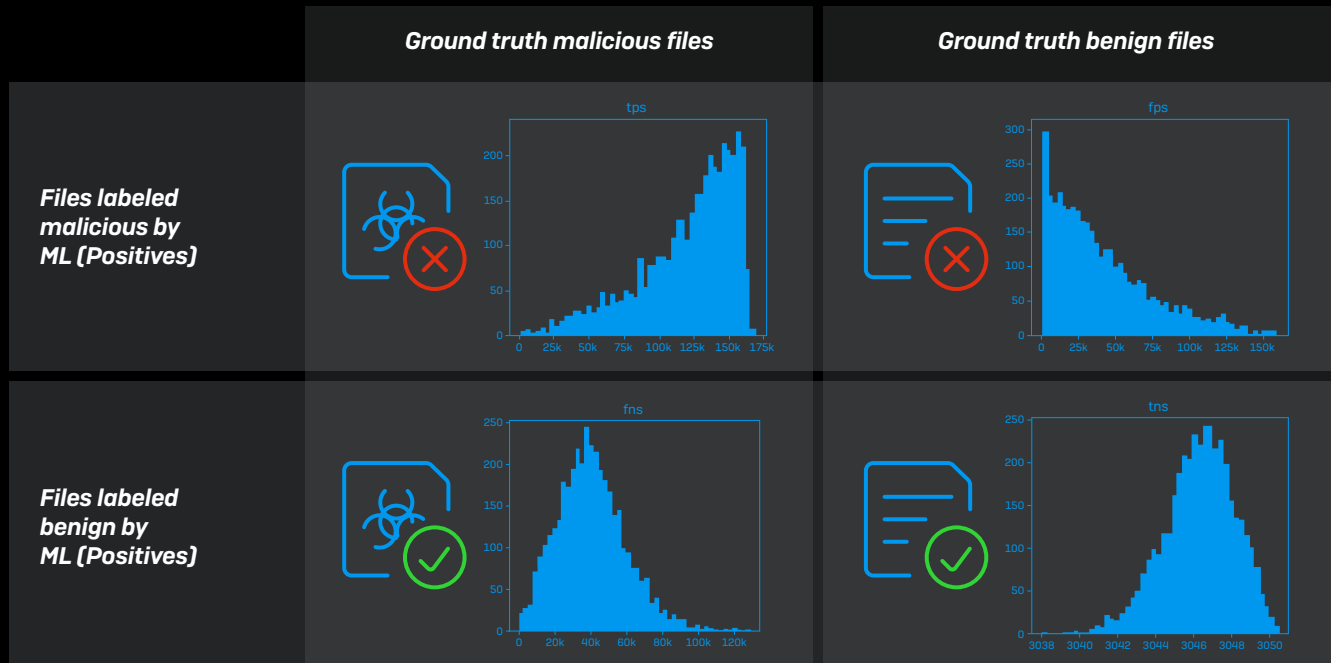 Ground truth malicious files
Ground truth benign files
Files labeled
malicious by
ML (Positives)
tps
200
150
100
50
0
0 25k 50k 75k 100k 125k 150k 175k
fps
300
250
200
150
100
50
0
0 25k 50k 75k 100k 125k 150k
Files labeled
benign by
ML (Positives)
fns
250
200
150
100
50
0
0 20k 40k 60k 80k 100k 120k
tns
250
200
150
100
50
0
3038 3040 3042 3044 3046 3048 3050